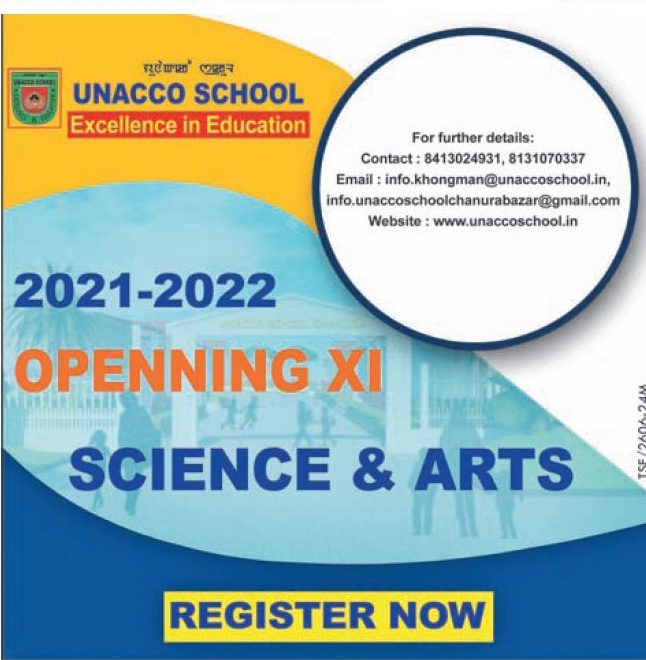 UNACCO SCHOOL
Excellence in Education
For further details:
Contact : 8413024931, 8131070337
Email : info.khongman@unaccoschool.in,
info.unaccoschoolchanurabazar@gmail.com
Website : www.unaccoschool.in
2021-2022
OPENNING XI
SCIENCE & ARTS
REGISTER NOW